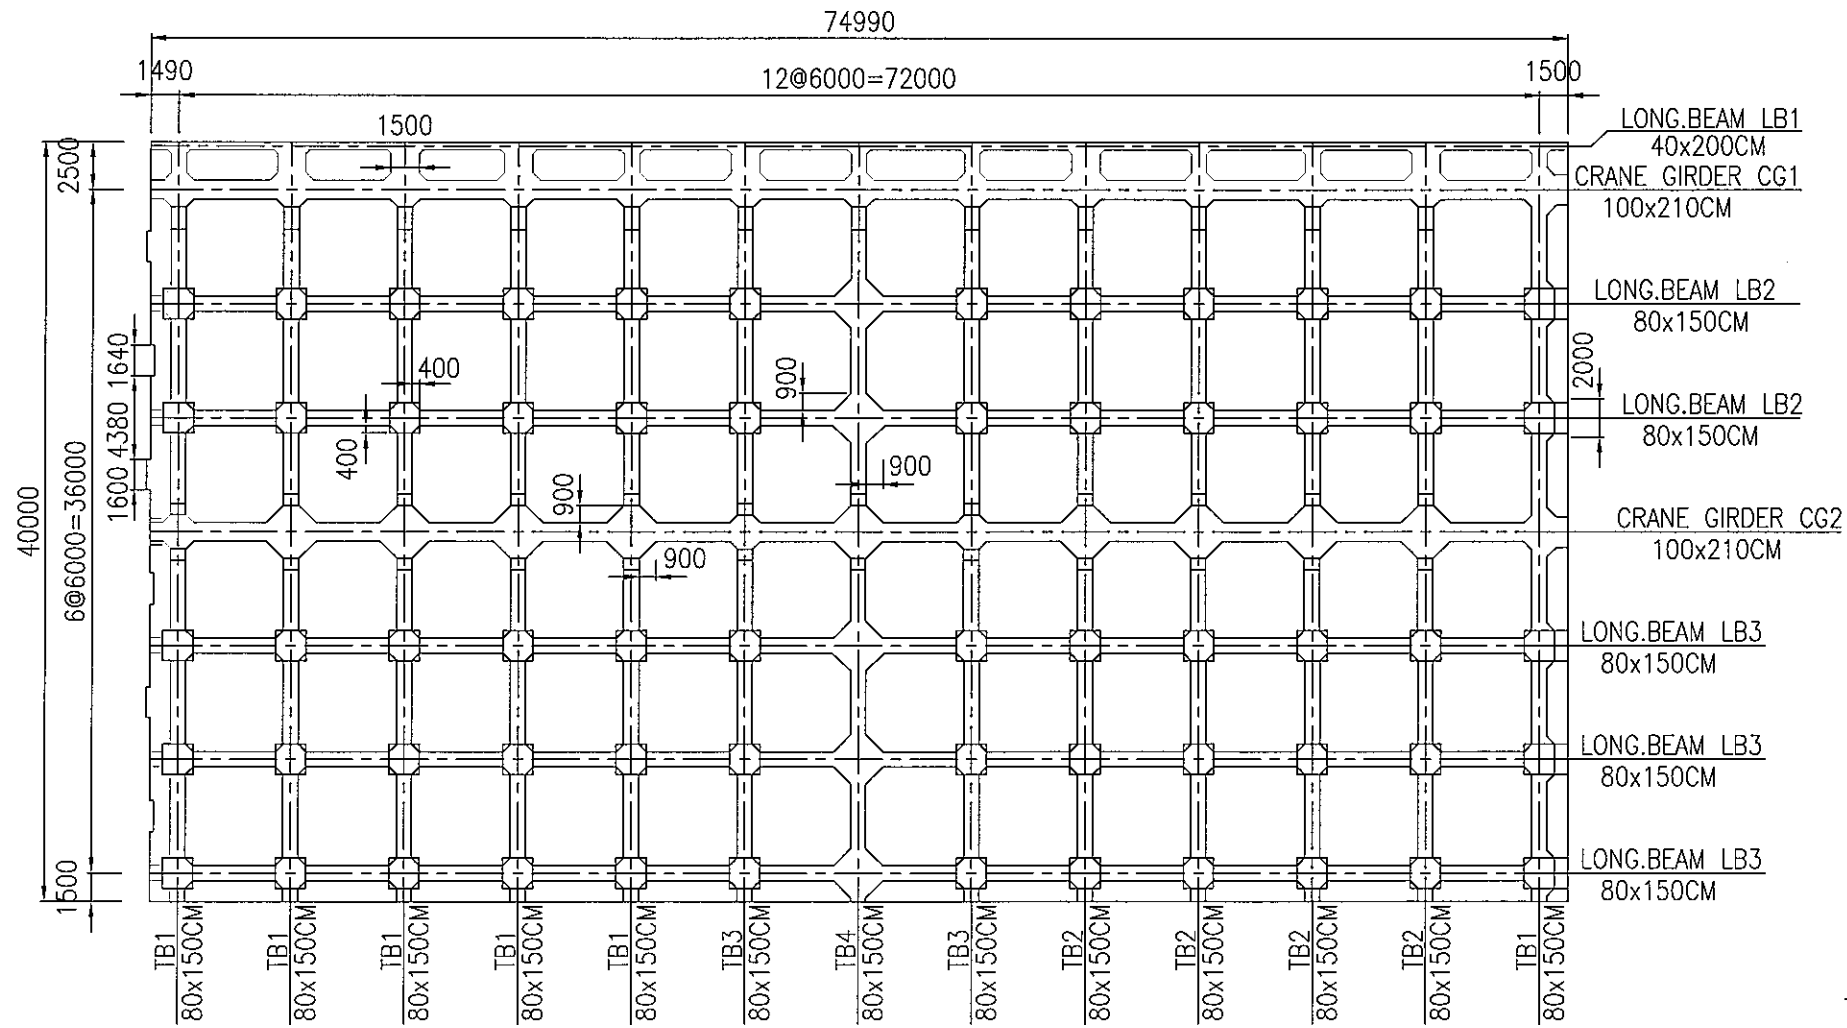 74990
1490
12@6000=72000
1500
1500
LONG.BEAM LB1
40x200CM
2500
CRANE GIRDER CG1
100x210CM
LONG.BEAM LB2
80x150CM
1640
400
900
2000
LONG.BEAM LB2
80x150CM
4380
400
900
1600
900
40000
6@6000=36000
CRANE GIRDER CG2
100x210CM
900
LONG.BEAM LB3
80x150CM
LONG.BEAM LB3
80x150CM
LONG.BEAM LB3
80x150CM
1500
TB1
80x150CM
TB1
80x150CM
TB1
80x150CM
TB1
80x150CM
TB1
80x150CM
TB3
80x150CM
TB4
80x150CM
TB3
80x150CM
TB2
80x150CM
TB2
80x150CM
TB2
80x150CM
TB2
80x150CM
TB1
80x150CM